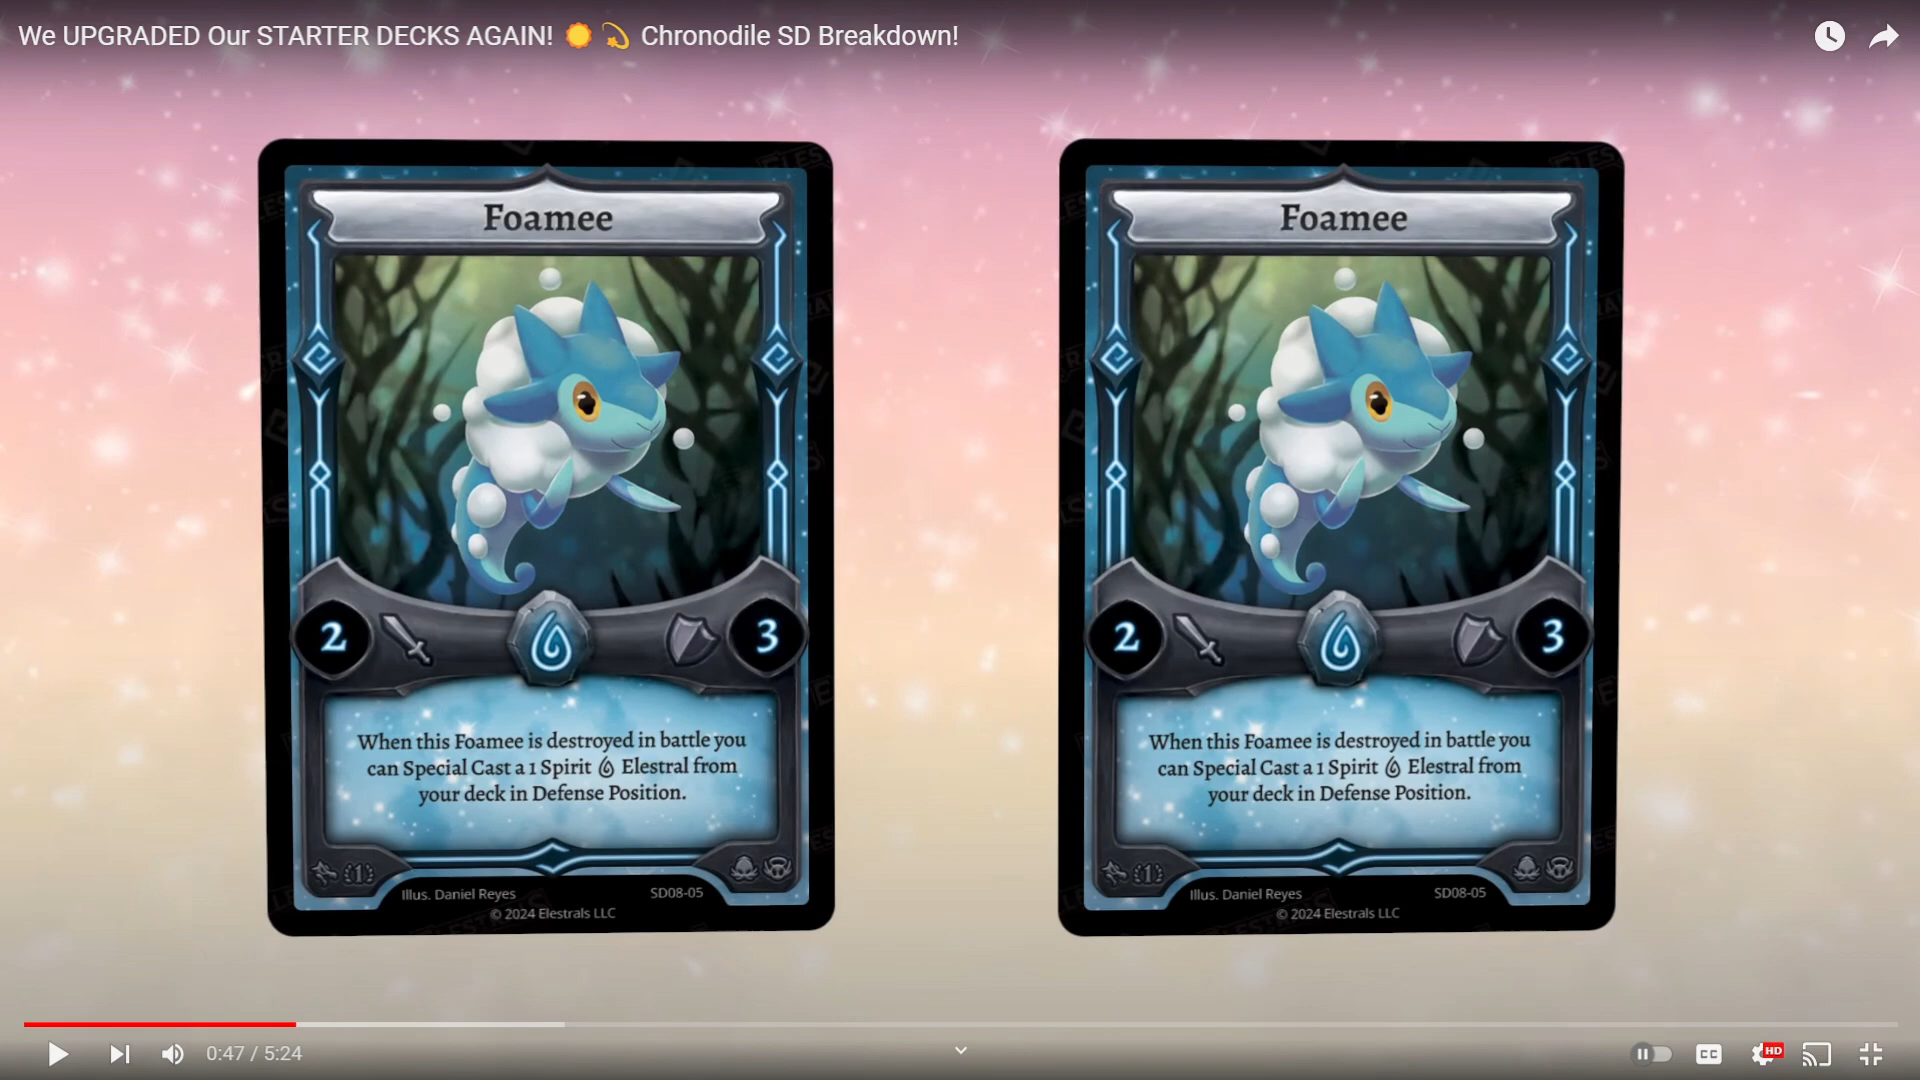 We UPGRADED Our STARTER DECKS AGAIN! 🌞 💫 Chronodile SD Breakdown!
Foamee
2
3
When this Foamee is destroyed in battle you
can Special Cast a 1 Spirit Elestral from
your deck in Defense Position.
1
Illus. Daniel Reyes
SD08-05
© 2024 Elestrals LLC
Foamee
2
3
When this Foamee is destroyed in battle you
can Special Cast a 1 Spirit Elestral from
your deck in Defense Position.
1
Illus. Daniel Reyes
SD08-05
© 2024 Elestrals LLC
0:47 / 5:24
CC
HD